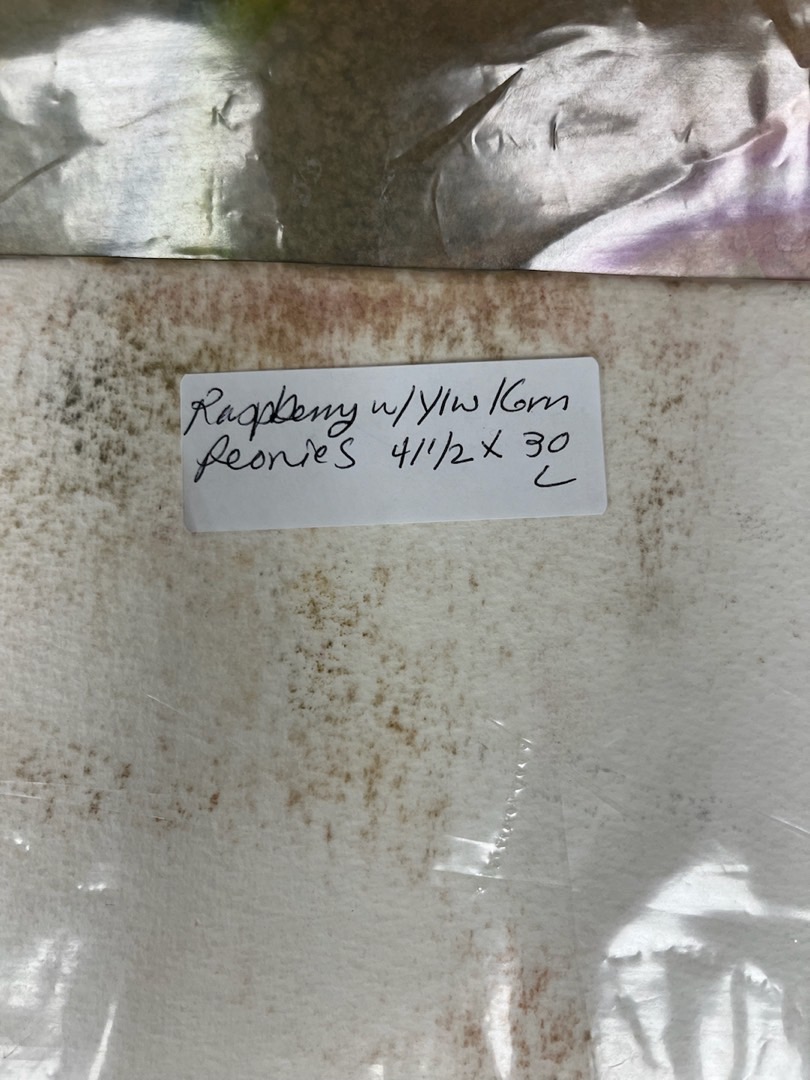 Raspberry w/Ylw/Grn
Peonies 41 1/2 X 30
L